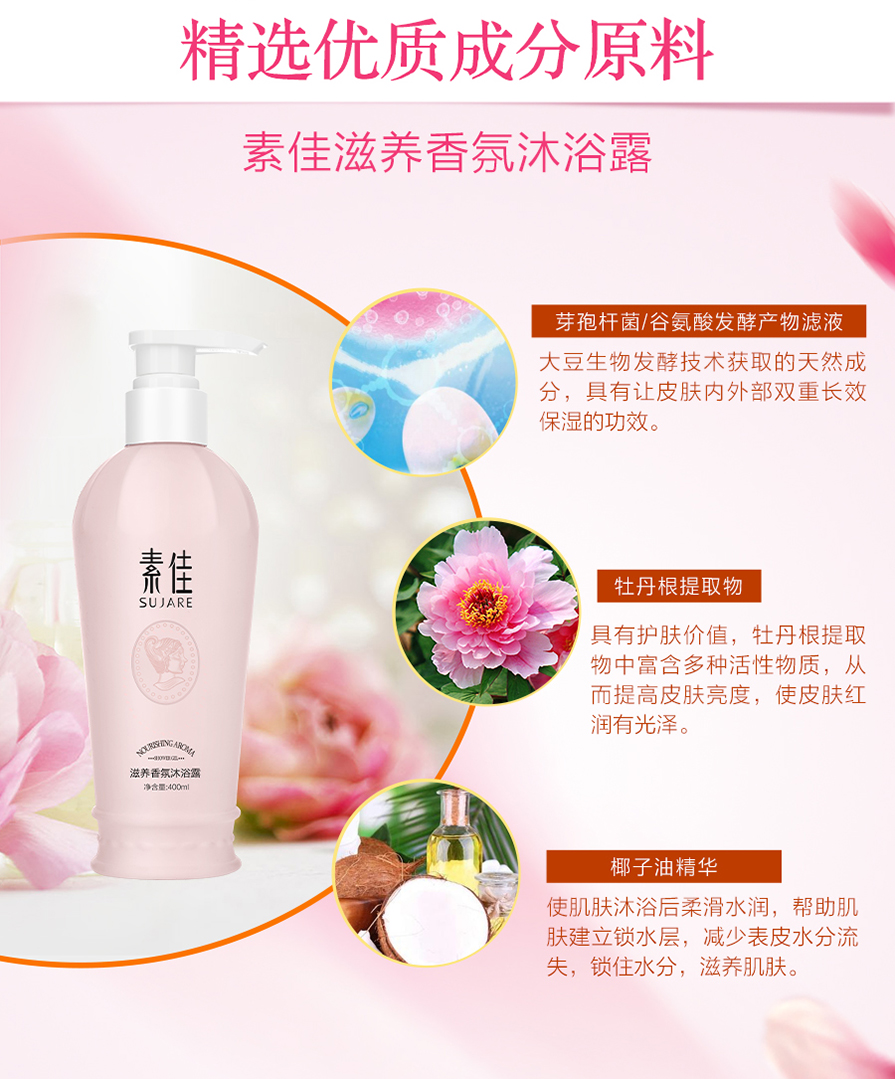 精选优质成分原料
素佳滋养香氛沐浴露
芽孢杆菌/谷氨酸发酵产物滤液
大豆生物发酵技术获取的天然成
分，具有让皮肤内外部双重长效
保湿的功效。
素佳
SUJARE
牡丹根提取物
具有护肤价值，牡丹根提取
物中富含多种活性物质，从
而提高皮肤亮度，使皮肤红
润有光泽。
NOURISHING AROMA
SHOWER GEL
滋养香氛沐浴露
净含量:400ml
椰子油精华
使肌肤沐浴后柔滑水润，帮助肌
肤建立锁水层，减少表皮水分流
失，锁住水分，滋养肌肤。